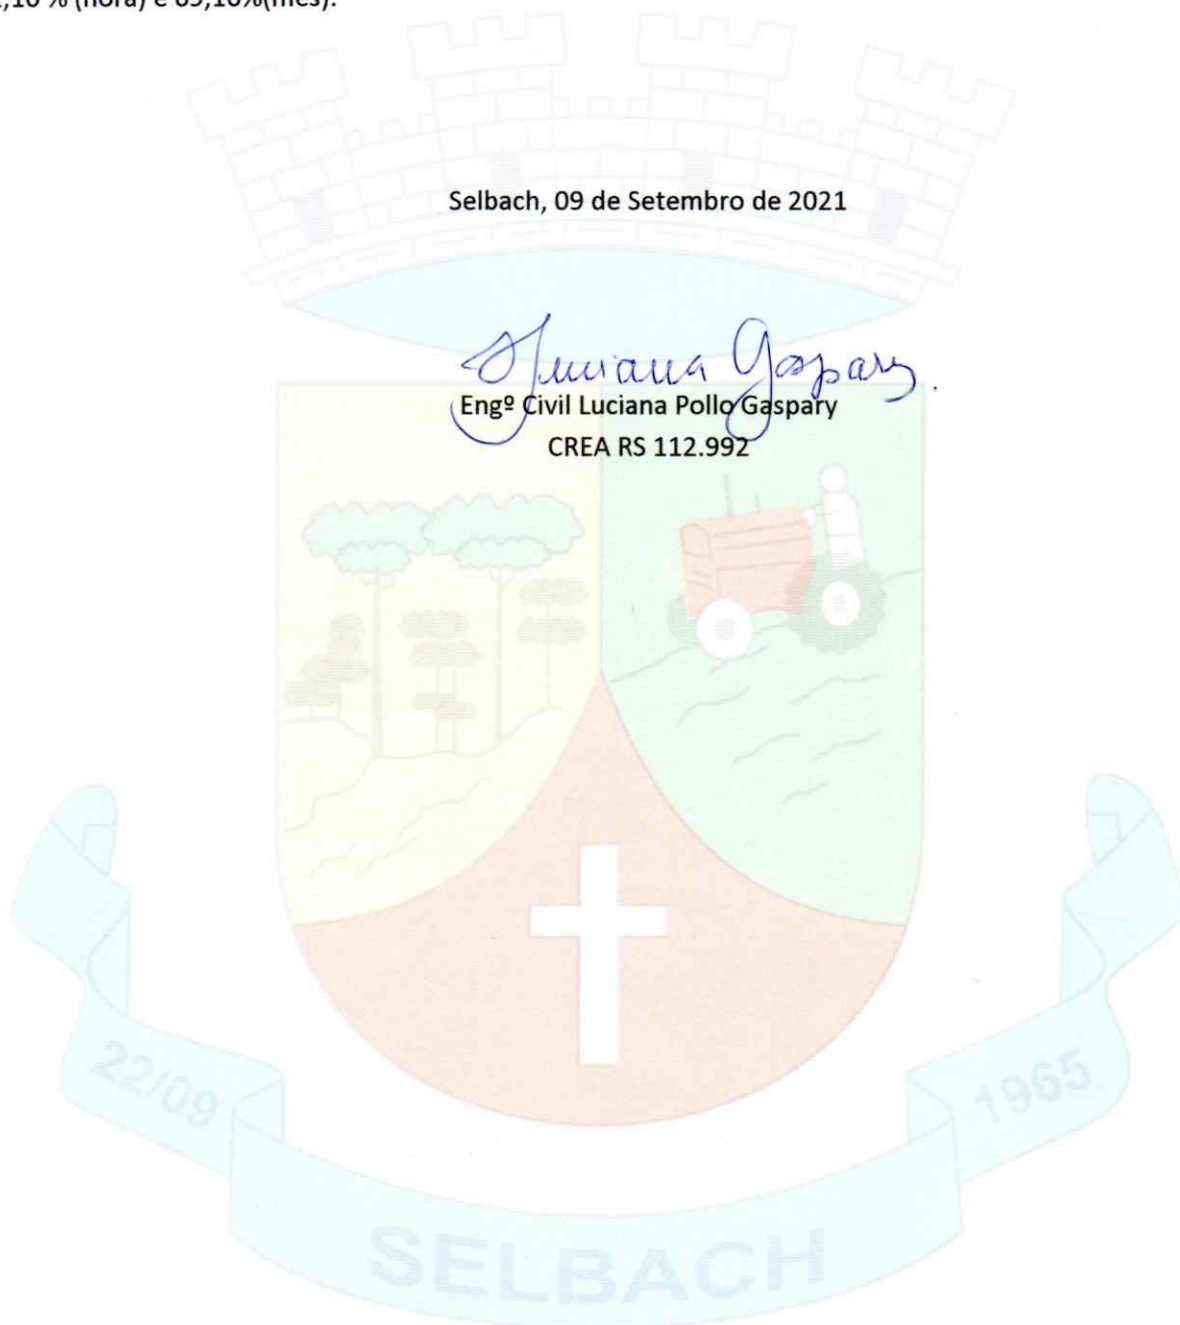 (hora) e
Selbach, 09 de Setembro de 2021
Luciana Gaspary.
Engº Civil Luciana Pollo Gaspary
CREA RS 112.992
22/09
1965
SELBACH